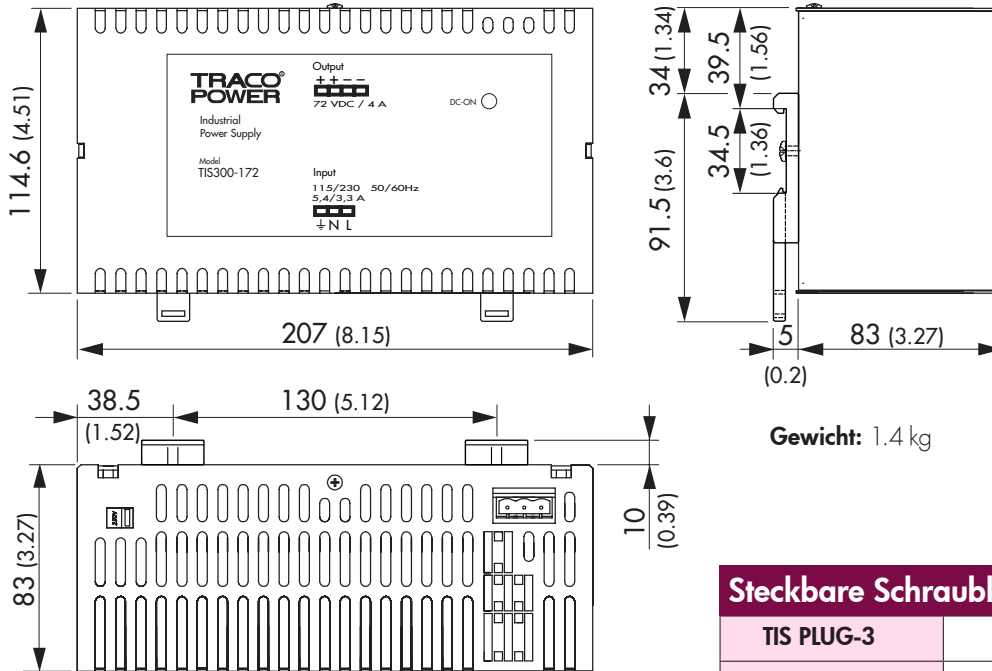 114.6 (4.51)
TRACO®
POWER
Industrial
Power Supply
Model
TIS300-172
Output
++−−
72 VDC / 4 A
DC-ON
Input
115/230 50/60Hz
5,4/3,3 A
⏚ N L
207 (8.15)
34 (1.34)
39.5
(1.56)
34.5
(1.36)
91.5 (3.6)
5
(0.2)
83 (3.27)
38.5
(1.52)
130 (5.12)
10
(0.39)
83 (3.27)
Gewicht: 1.4 kg
Steckbare Schraubk
TIS PLUG-3